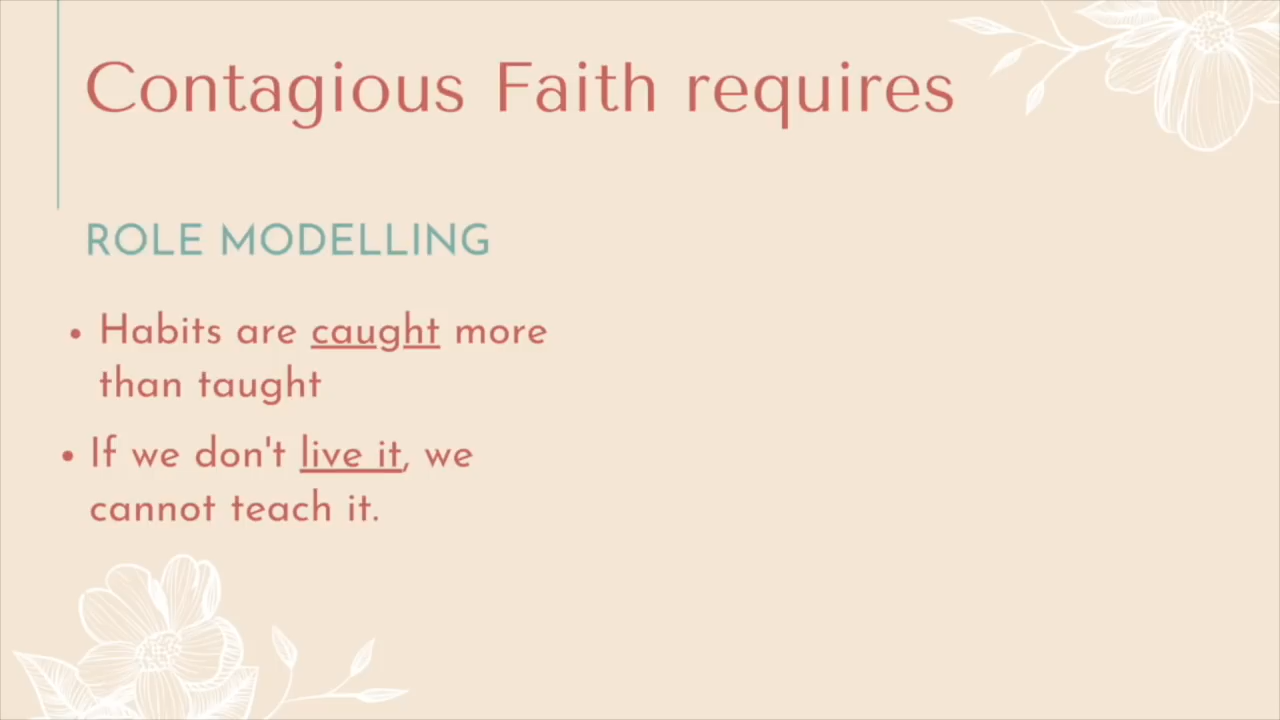 Contagious Faith requires
ROLE MODELLING
• Habits are caught more
than taught
• If we don't live it, we
cannot teach it.